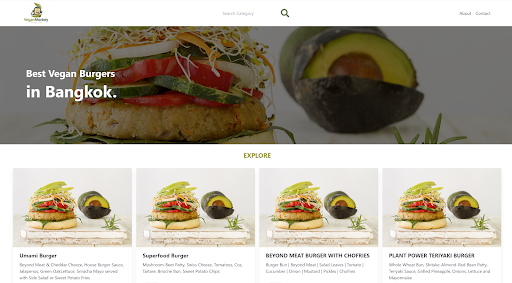 VeganMonkey
Search Category
About
Contact
Best Vegan Burgers
in Bangkok.
EXPLORE
Umami Burger
Beyond Meat & Cheddar Cheese, House Burger Sauce,
Jalapenos, Green Oak Lettuce, Sriracha Mayo served
with Side Salad or Sweet Potato Fries
Superfood Burger
Mushroom-Beet Patty, Swiss Cheese, Tomatoes, Cos,
Tartare, Brioche Bun, Sweet Potato Chips
BEYOND MEAT BURGER WITH CHOFRIES
Burger Bun | Beyond Meat | Salad Leaves | Tomato |
Cucumber | Onion | Mustard | Pickles | Chofries
PLANT POWER TERIYAKI BURGER
Whole Wheat Bun, Shitake-Almond-Red Bean Patty,
Teriyaki Sauce, Grilled Pineapple, Onions, Lettuce and
Mayonnaise